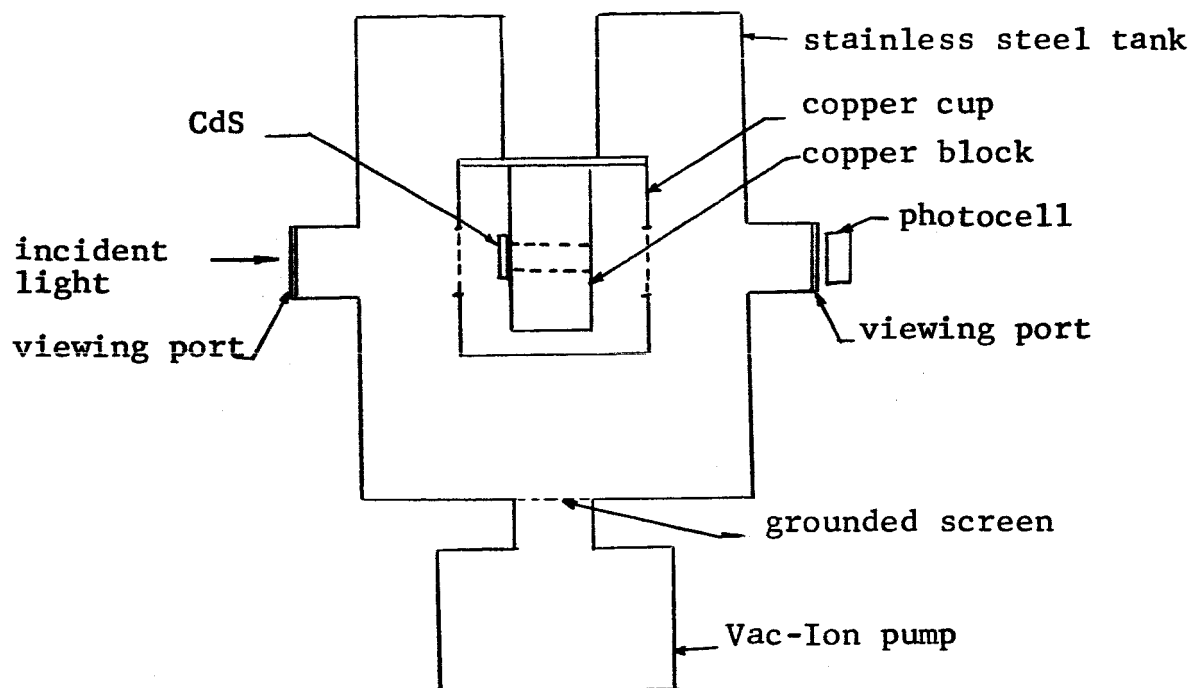 stainless steel tank
copper cup
CdS
copper block
photocell
incident
light
viewing port
viewing port
grounded screen
Vac-Ion pump